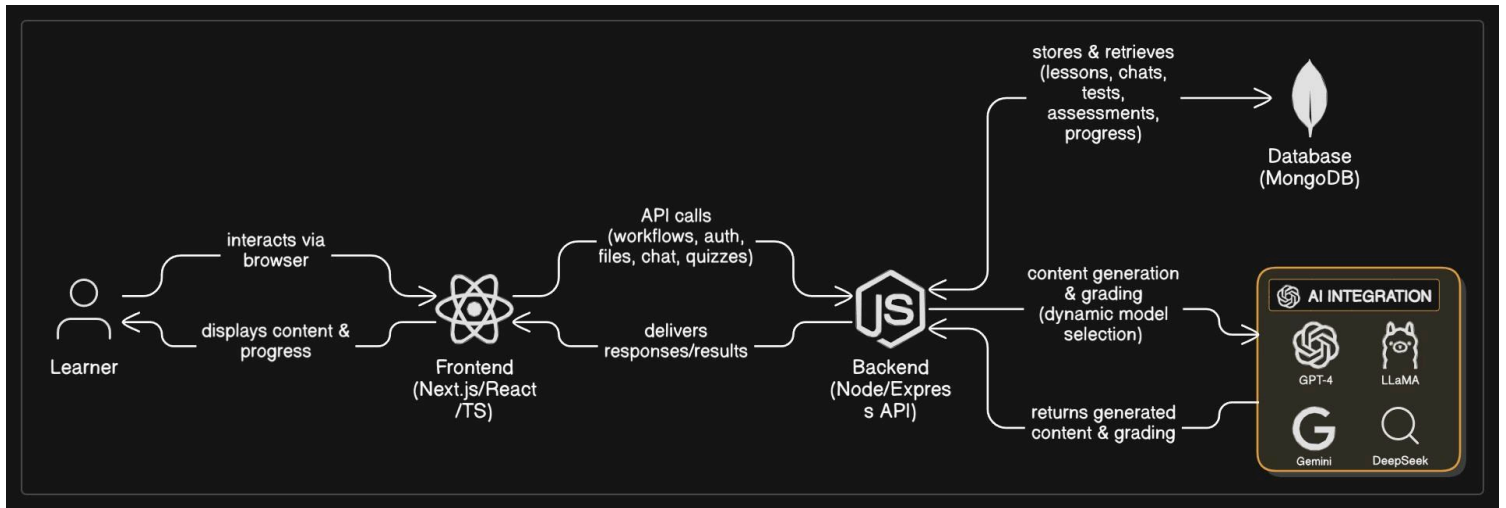 stores & retrieves
(lessons, chats,
tests,
assessments,
progress)
Database
(MongoDB)
API calls
(workflows, auth,
files, chat, quizzes)
interacts via
browser
content generation
& grading
(dynamic model
selection)
AI INTEGRATION
JS
displays content &
progress
delivers
responses/results
Learner
Frontend
(Next.js/React
/TS)
Backend
(Node/Expres
s API)
GPT-4
LLaMA
returns generated
content & grading
G
Gemini
DeepSeek